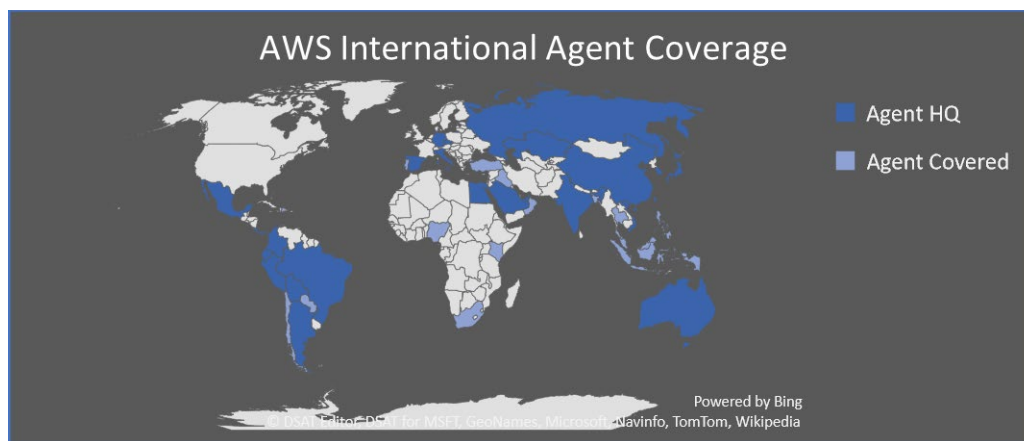 AWS International Agent Coverage
Agent HQ
Agent Covered
Powered by Bing
© DSAT Editor, DSAT for MSFT, GeoNames, Microsoft, Navinfo, TomTom, Wikipedia